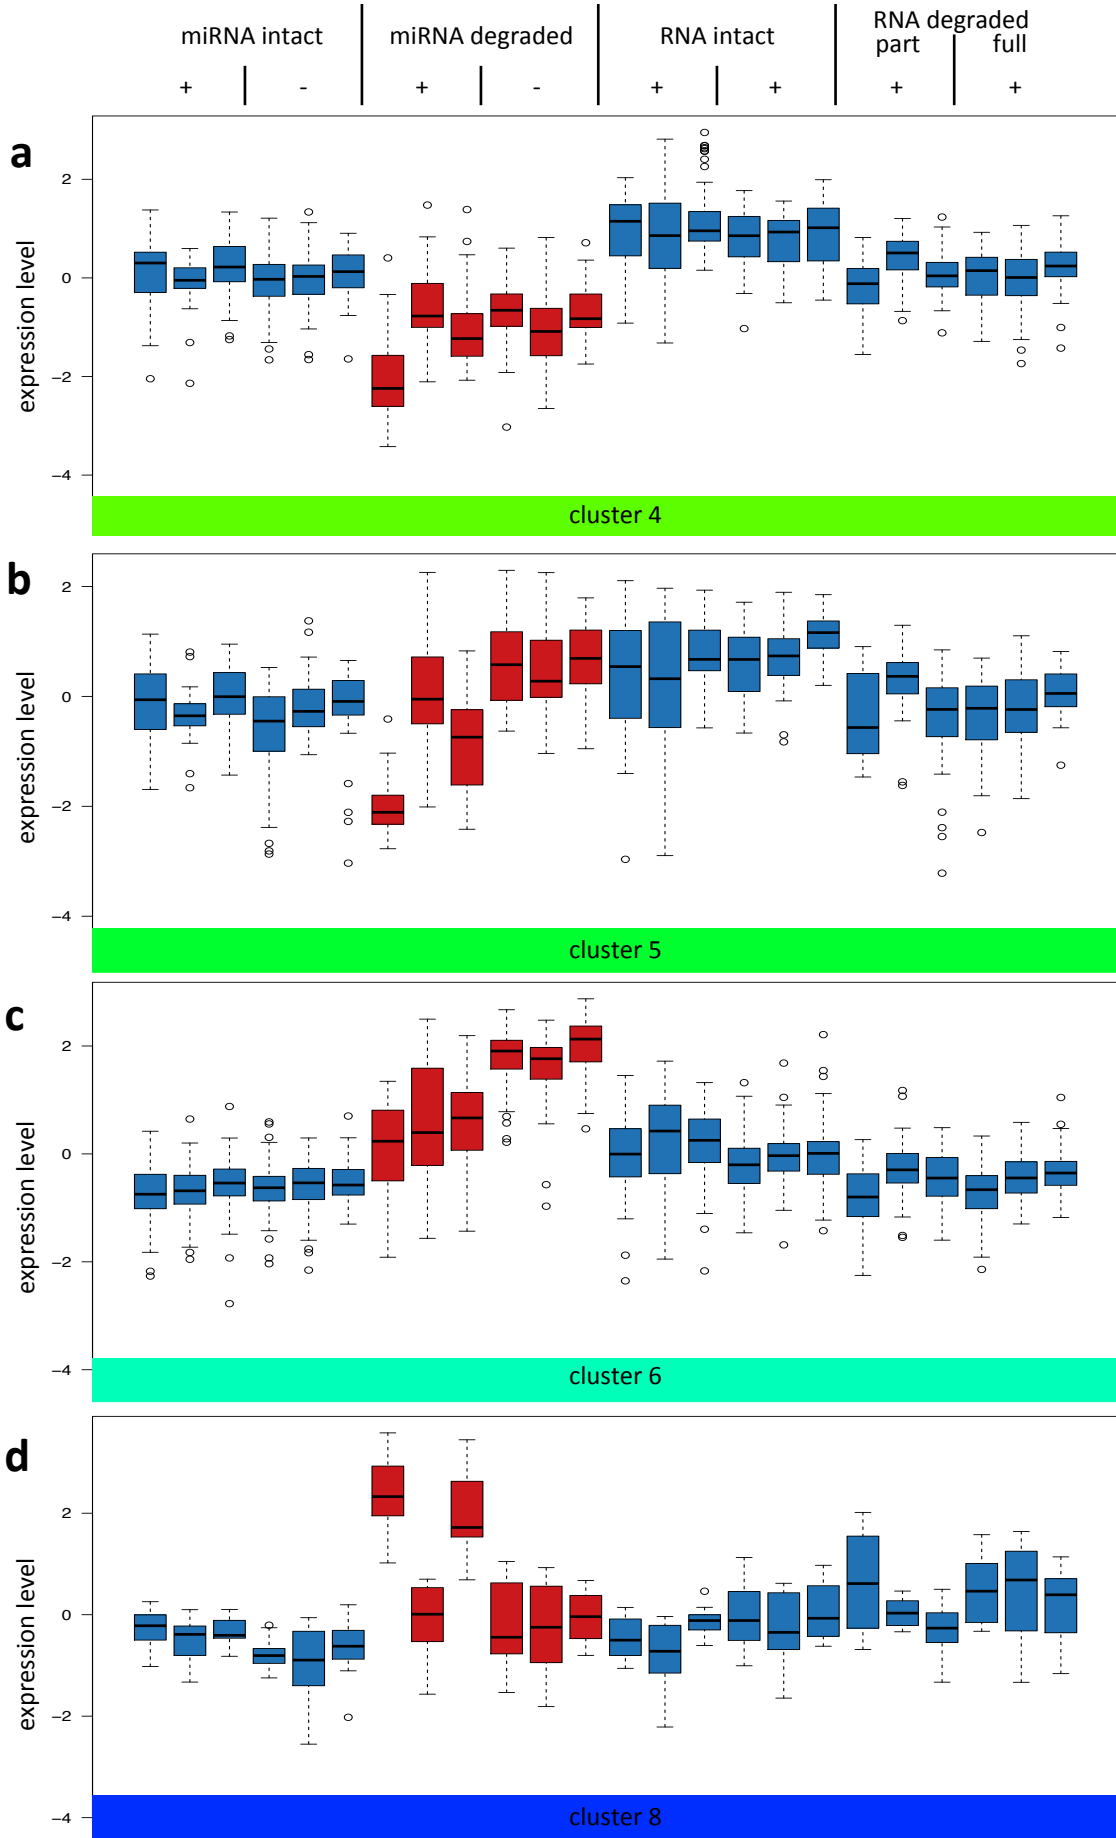 miRNA intact miRNA degraded RNA intact RNA degraded
part full
+ - + - + + + +
a
expression level
2
0
−2
−4
cluster 4
b
expression level
2
0
−2
−4
cluster 5
c
expression level
2
0
−2
−4
cluster 6
d
expression level
2
0
−2
−4
cluster 8